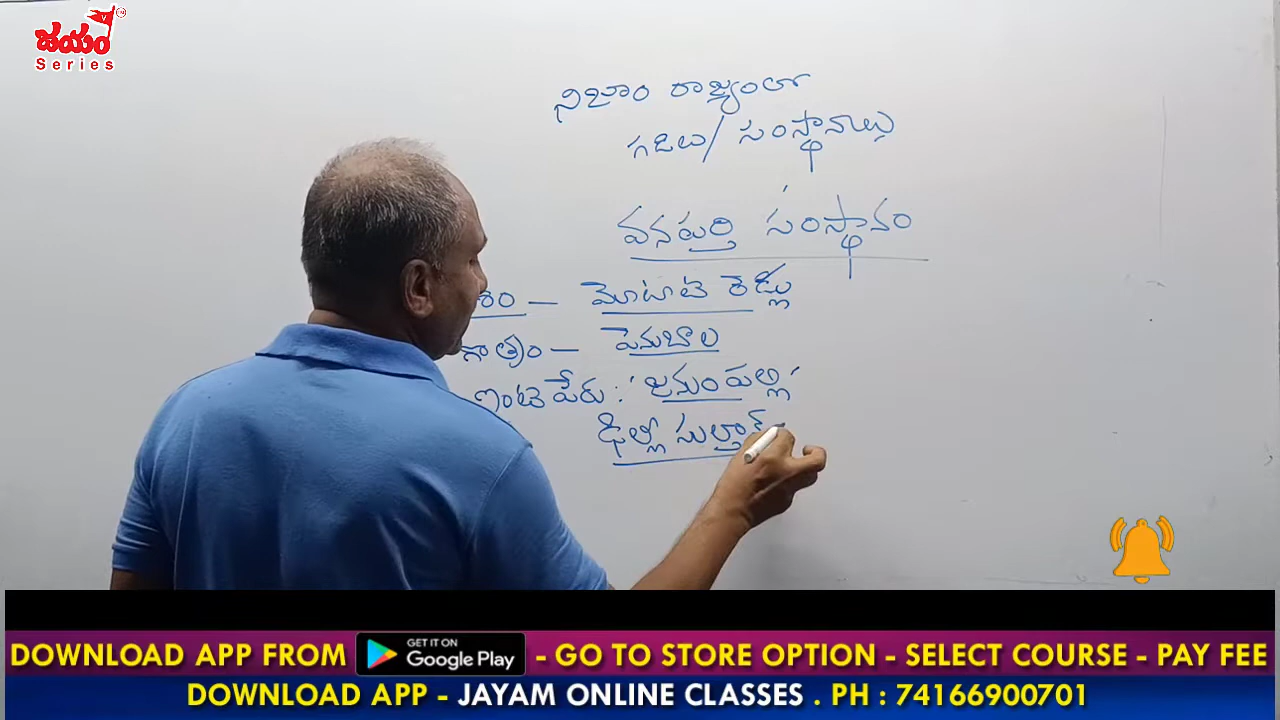 జయం
Series
నిజాం రాజ్యంలో
గడిలు/ సంస్థానాలు
వనపర్తి సంస్థానం
శం – మోటాటి రెడ్లు
గోత్రం – పెనుబాల
ఇంటి పేరు : 'జనుంపల్లి'
ఢిల్లీ సుల్తాన్
DOWNLOAD APP FROM GET IT ON Google Play - GO TO STORE OPTION - SELECT COURSE - PAY FEE
DOWNLOAD APP - JAYAM ONLINE CLASSES . PH : 74166900701